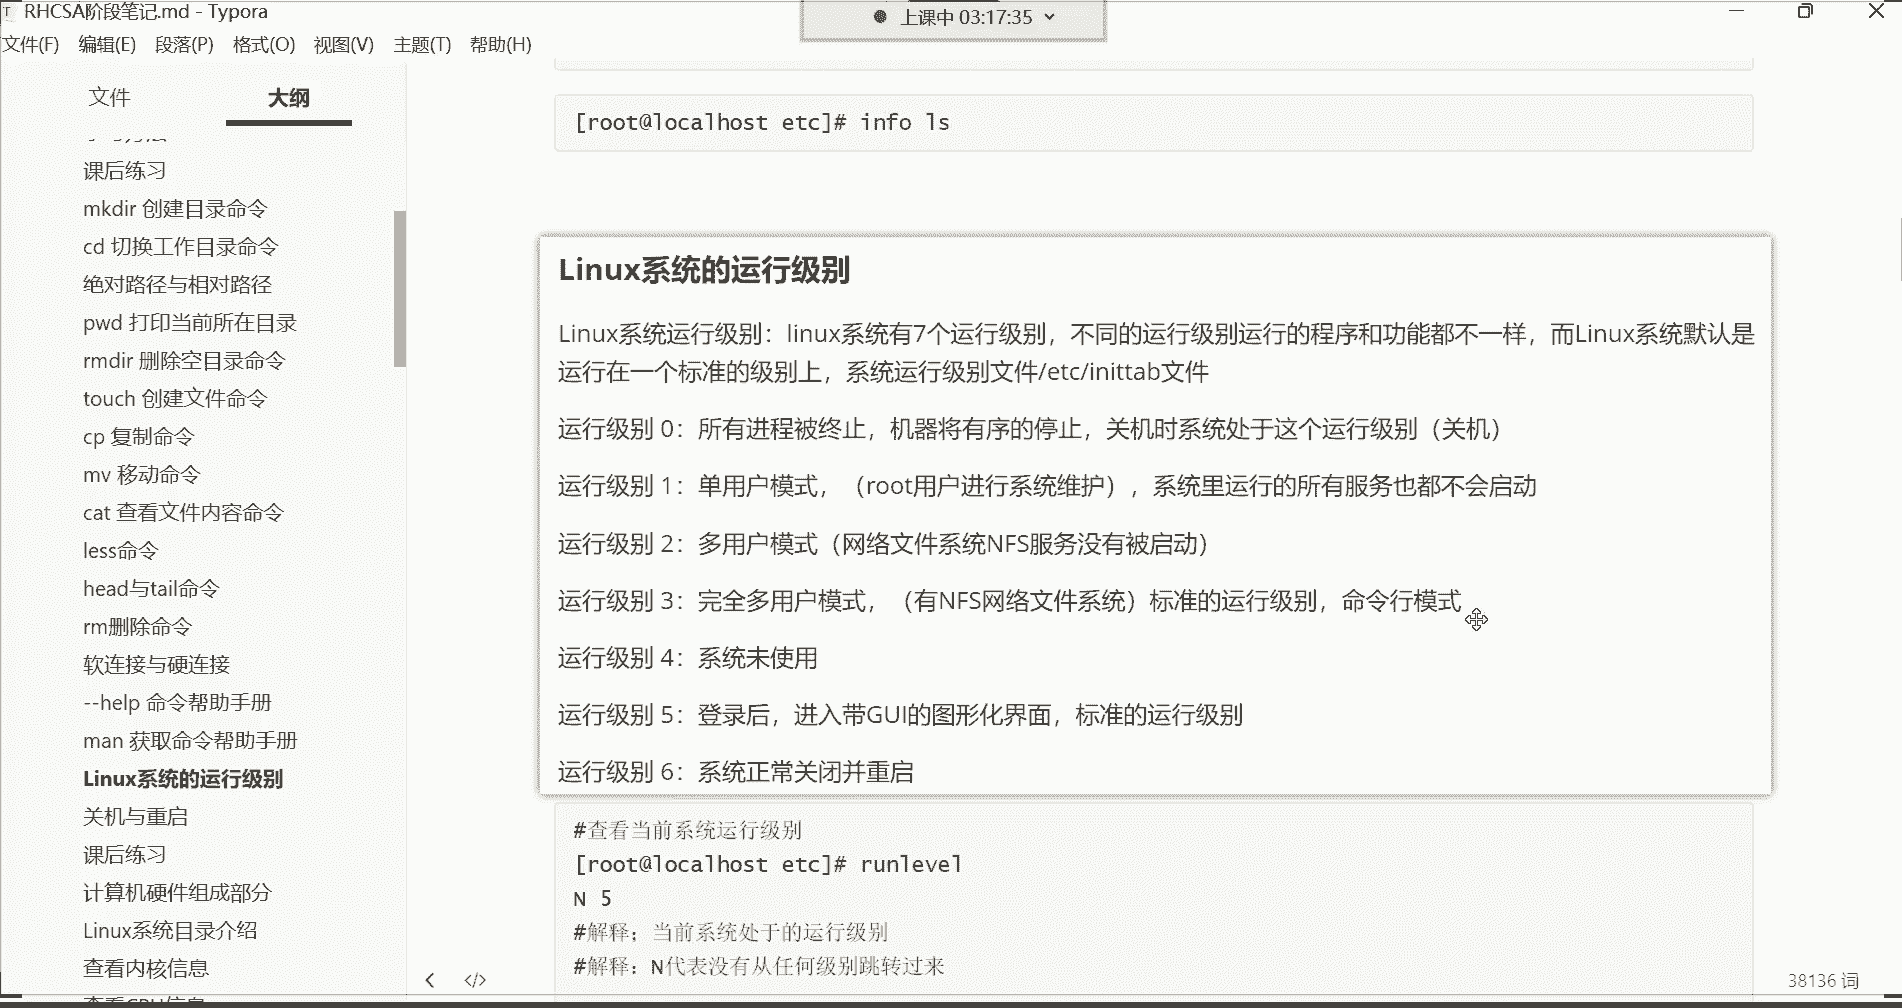 RHCSA阶段笔记.md - Typora
上课中 03:17:35
文件(F) 编辑(E) 段落(P) 格式(O) 视图(V) 主题(T) 帮助(H)
文件 大纲
课后练习
mkdir 创建目录命令
cd 切换工作目录命令
绝对路径与相对路径
pwd 打印当前所在目录
rmdir 删除空目录命令
touch 创建文件命令
cp 复制命令
mv 移动命令
cat 查看文件内容命令
less命令
head与tail命令
rm删除命令
软连接与硬连接
--help 命令帮助手册
man 获取命令帮助手册
Linux系统的运行级别
关机与重启
课后练习
计算机硬件组成部分
Linux系统目录介绍
查看内核信息
查看CPU信息
[root@localhost etc]# info ls
Linux系统的运行级别
Linux系统运行级别：linux系统有7个运行级别，不同的运行级别运行的程序和功能都不一样，而Linux系统默认是
运行在一个标准的级别上，系统运行级别文件/etc/inittab文件
运行级别 0：所有进程被终止，机器将有序的停止，关机时系统处于这个运行级别（关机）
运行级别 1：单用户模式，（root用户进行系统维护），系统里运行的所有服务也都不会启动
运行级别 2：多用户模式（网络文件系统NFS服务没有被启动）
运行级别 3：完全多用户模式，（有NFS网络文件系统）标准的运行级别，命令行模式
运行级别 4：系统未使用
运行级别 5：登录后，进入带GUI的图形化界面，标准的运行级别
运行级别 6：系统正常关闭并重启
#查看当前系统运行级别
[root@localhost etc]# runlevel
N 5
#解释；当前系统处于的运行级别
#解释：N代表没有从任何级别跳转过来
38136 词